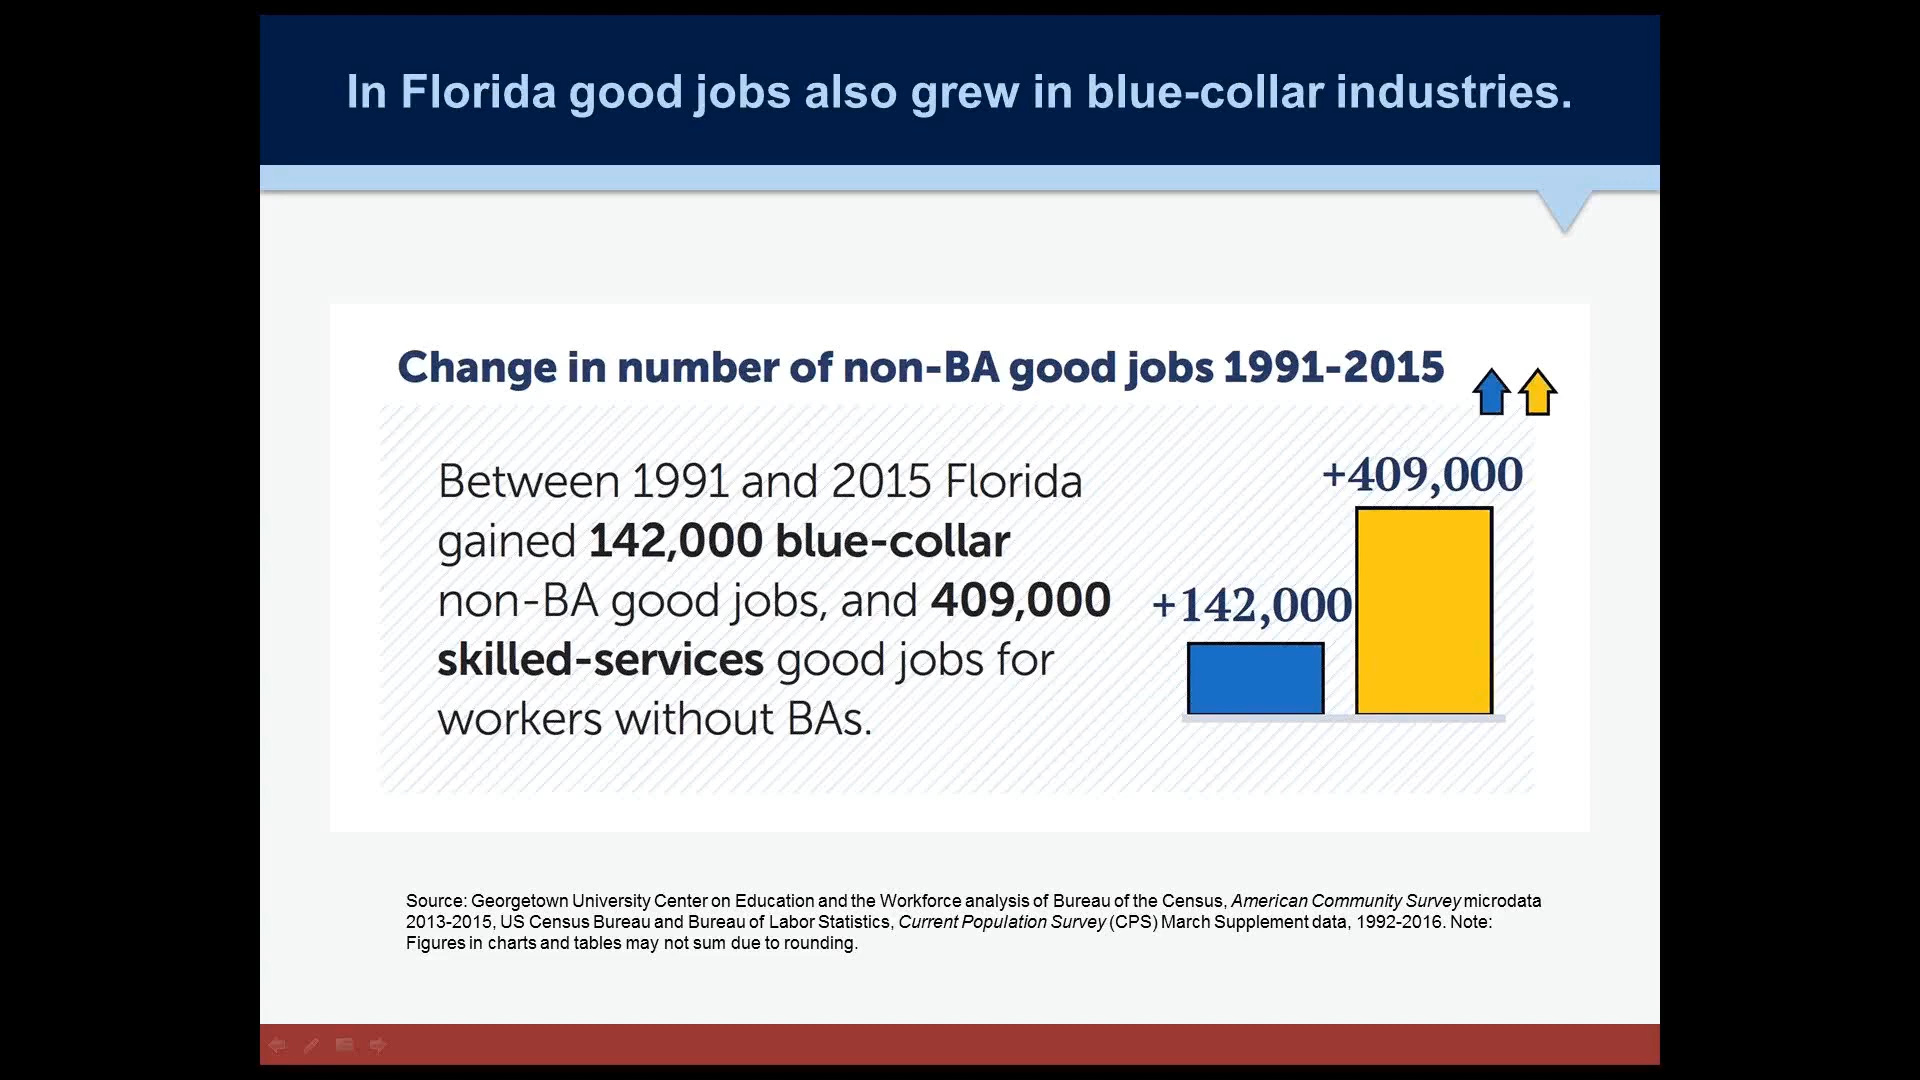 In Florida good jobs also grew in blue-collar industries.
Change in number of non-BA good jobs 1991-2015
Between 1991 and 2015 Florida
gained 142,000 blue-collar
non-BA good jobs, and 409,000
skilled-services good jobs for
workers without BAs.
+409,000
+142,000
Source: Georgetown University Center on Education and the Workforce analysis of Bureau of the Census, American Community Survey microdata
2013-2015, US Census Bureau and Bureau of Labor Statistics, Current Population Survey (CPS) March Supplement data, 1992-2016. Note:
Figures in charts and tables may not sum due to rounding.